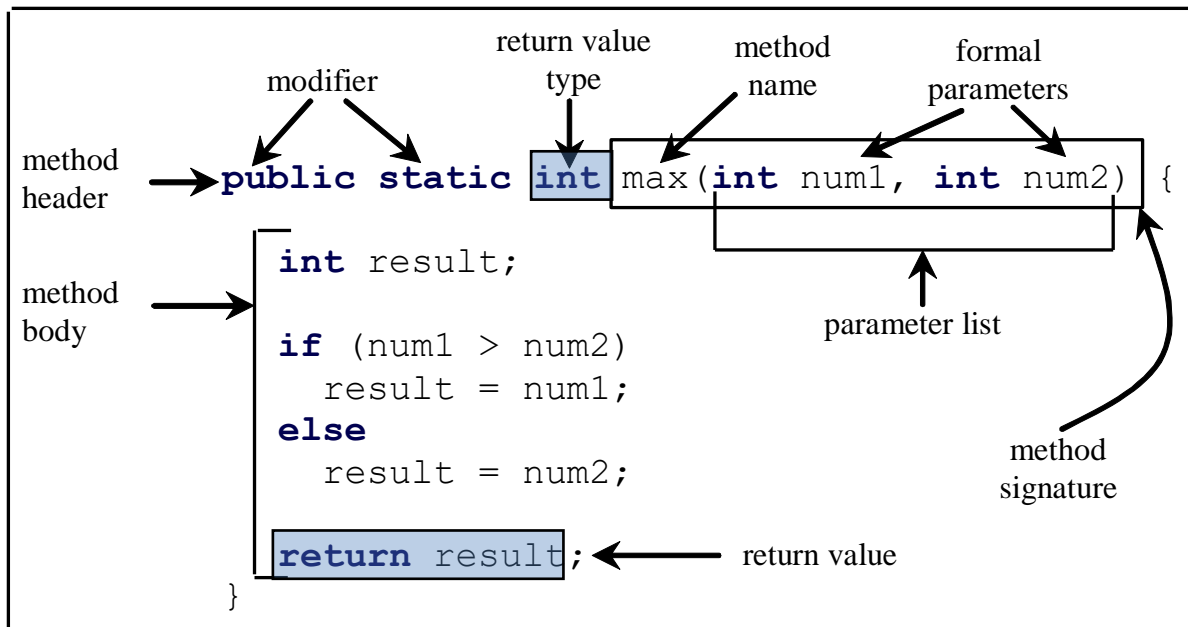 return value
type
method
name
formal
parameters
modifier
method
header
public static int max(int num1, int num2) {
int result;
method
body
parameter list
if (num1 > num2)
result = num1;
else
result = num2;
method
signature
return result;
return value
}